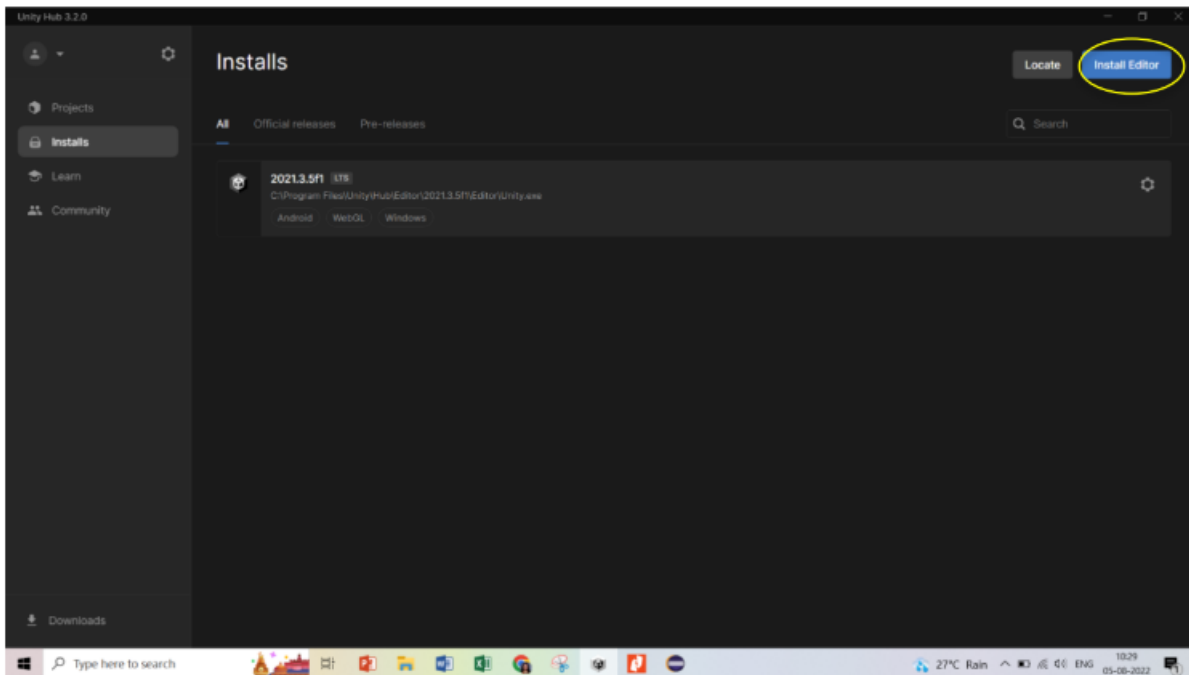 Unity Hub 3.2.0
Installs
Locate
Install Editor
Projects
Installs
Learn
Community
All Official releases Pre-releases
Search
2021.3.5f1 LTS
C:\Program Files\Unity\Hub\Editor\2021.3.5f1\Editor\Unity.exe
Android WebGL Windows
Downloads
Type here to search
27°C Rain
ENG
10:29
05-08-2022